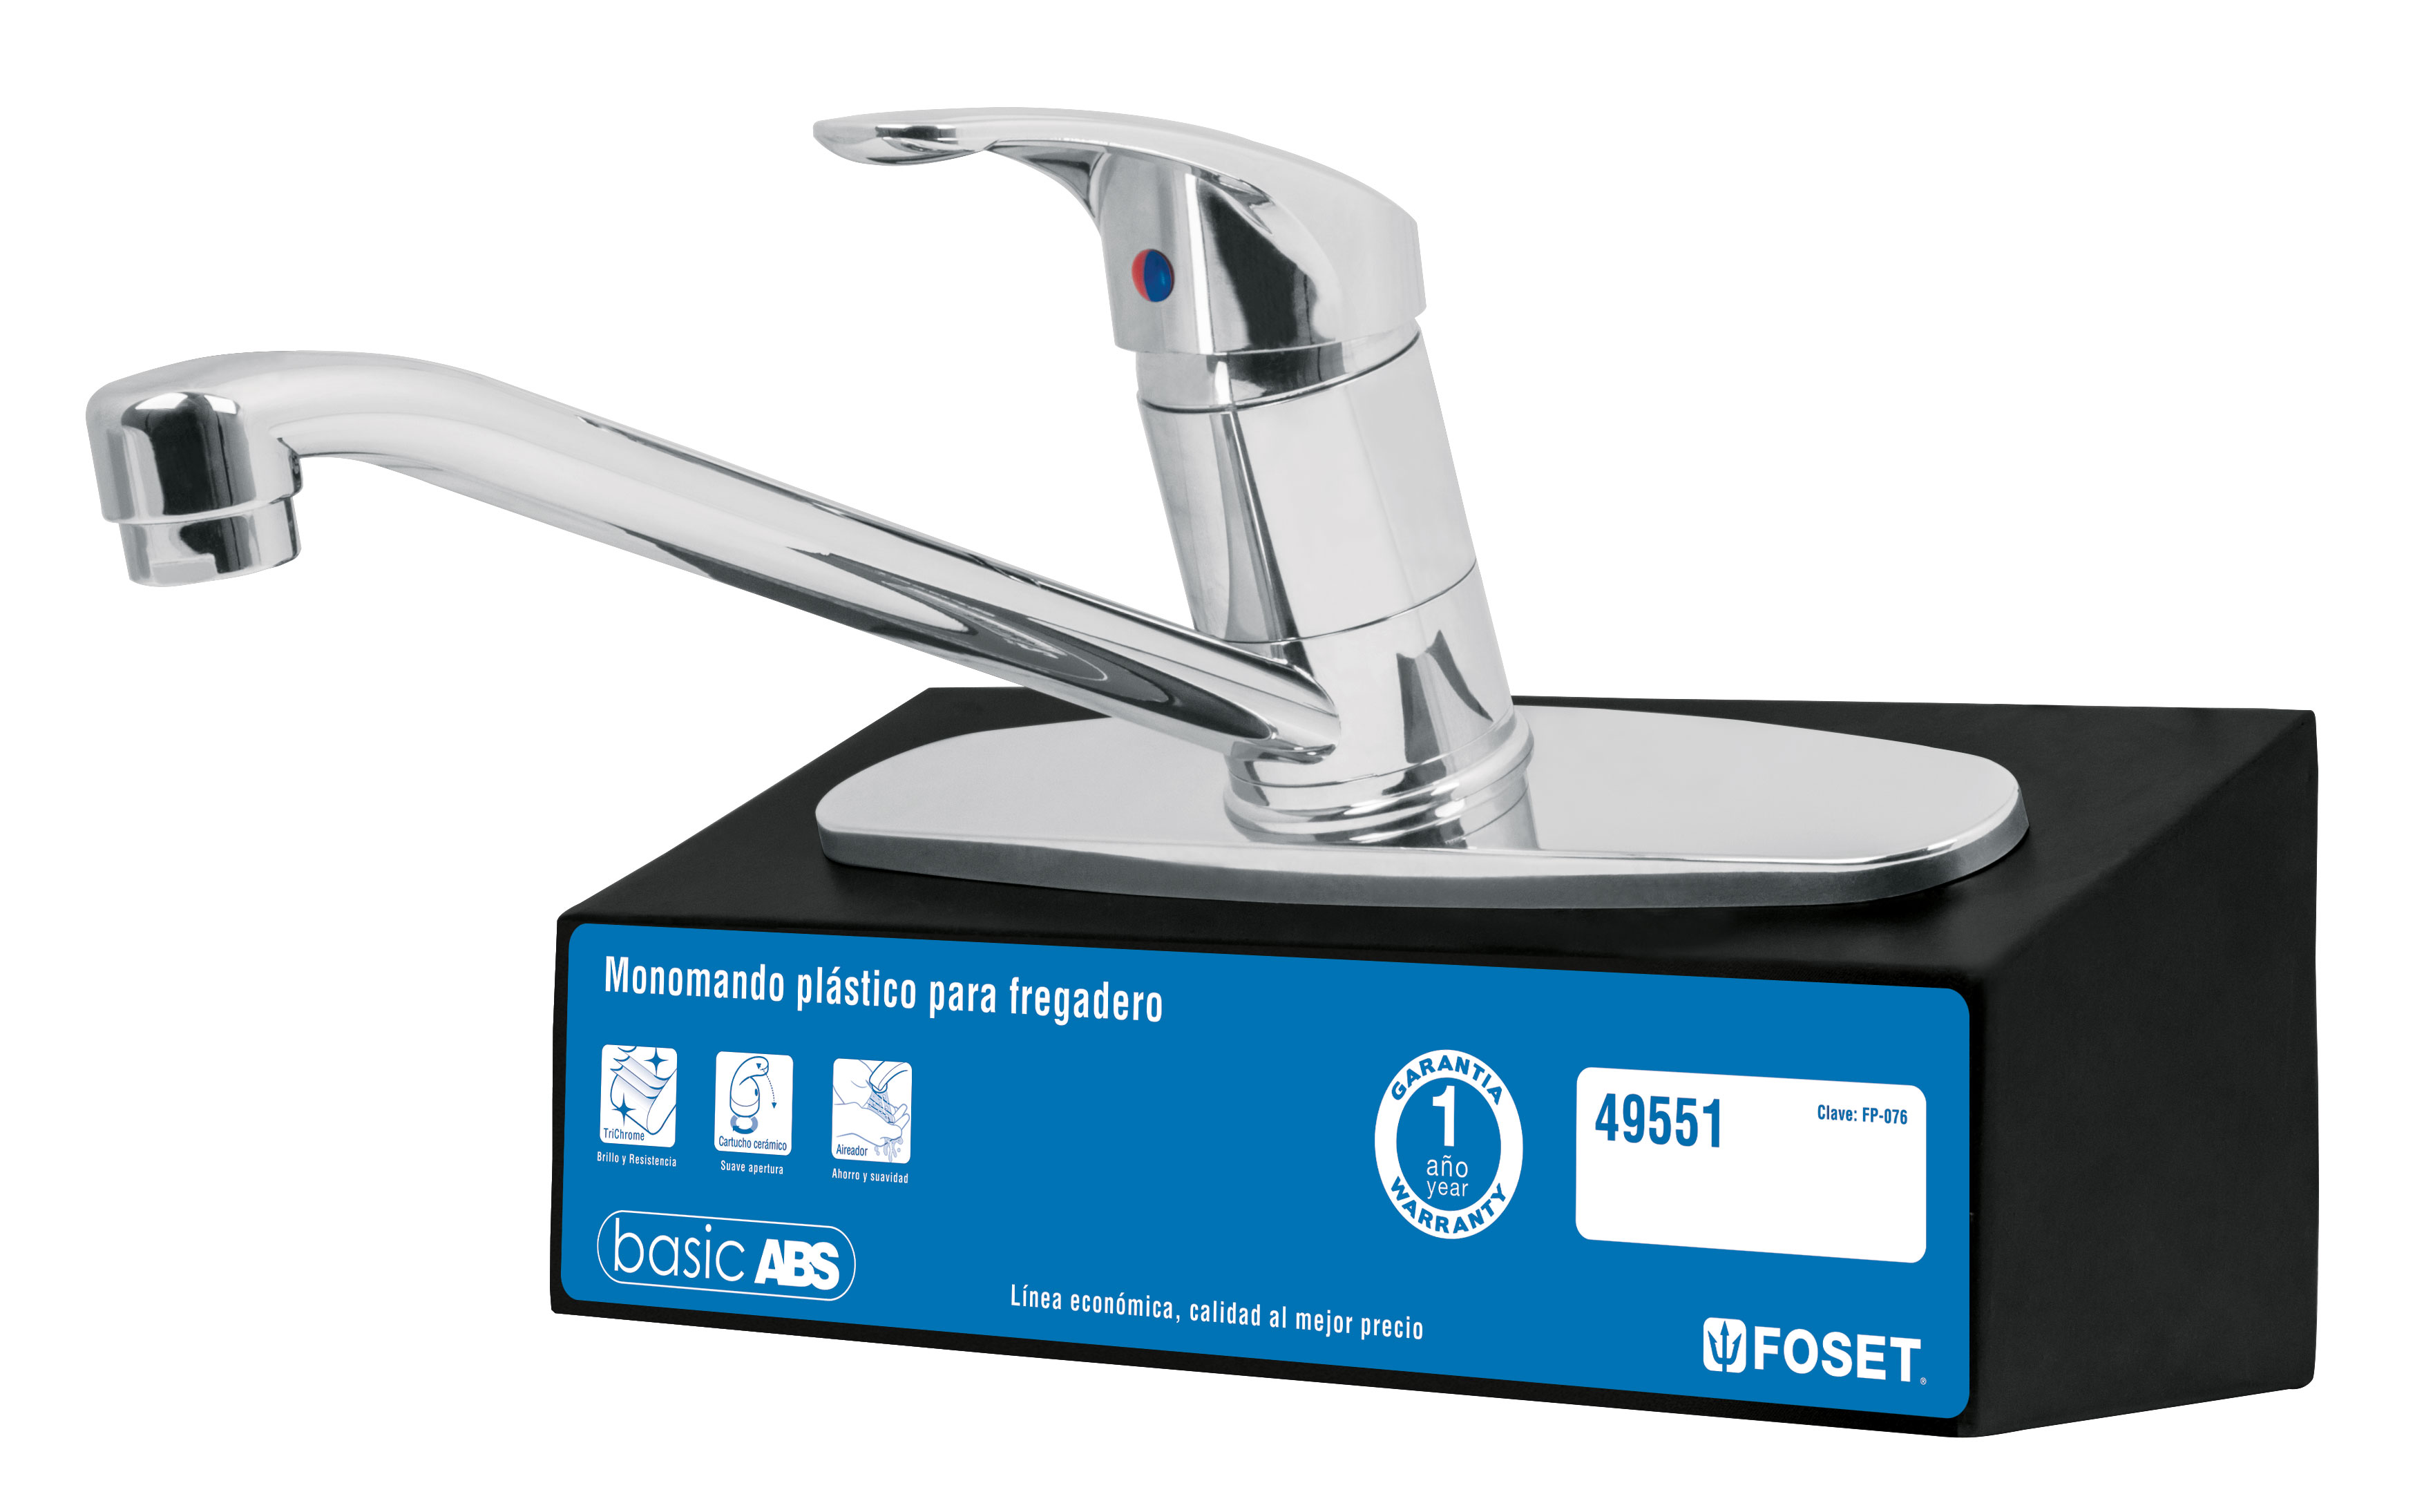 Monomando plástico para fregadero
TriChrome
Brillo y Resistencia
Cartucho cerámico
Suave apertura
Aireador
Ahorro y suavidad
basic ABS
Línea económica, calidad al mejor precio
GARANTIA
1
año
year
WARRANTY
49551
Clave: FP-076
FOSET®